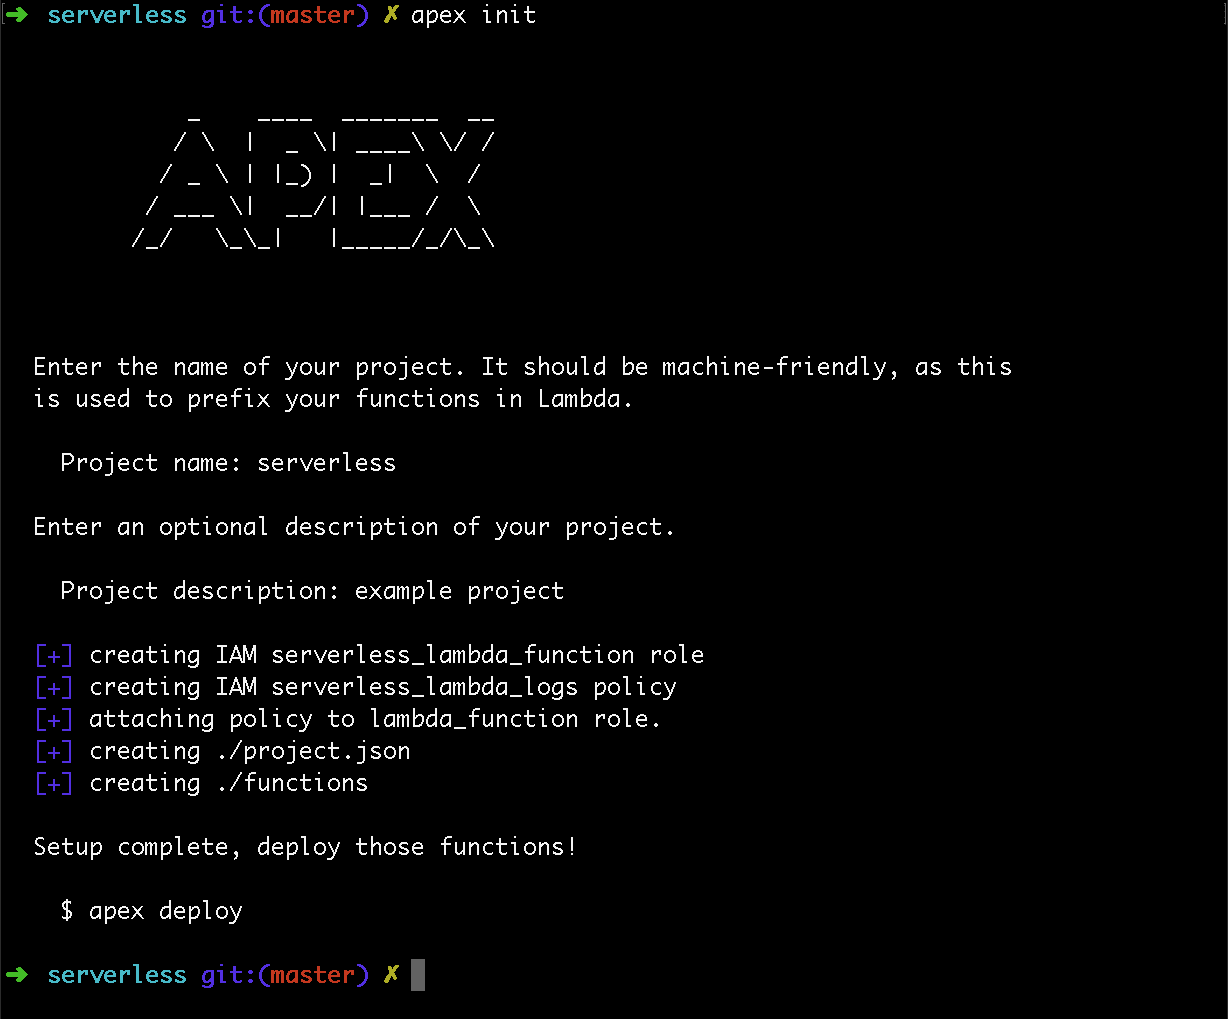 ➜ serverless git:(master) ✗ apex init
             _    ____  _______  __
            / \  |  _ \| ____\ \/ /
           / _ \ | |_) |  _|  \  /
          / ___ \|  __/| |___ /  \
         /_/   \_\_|   |_____/_/\_\
Enter the name of your project. It should be machine-friendly, as this
is used to prefix your functions in Lambda.
Project name: serverless
Enter an optional description of your project.
Project description: example project
[+] creating IAM serverless_lambda_function role
[+] creating IAM serverless_lambda_logs policy
[+] attaching policy to lambda_function role.
[+] creating ./project.json
[+] creating ./functions
Setup complete, deploy those functions!
$ apex deploy
➜ serverless git:(master) ✗